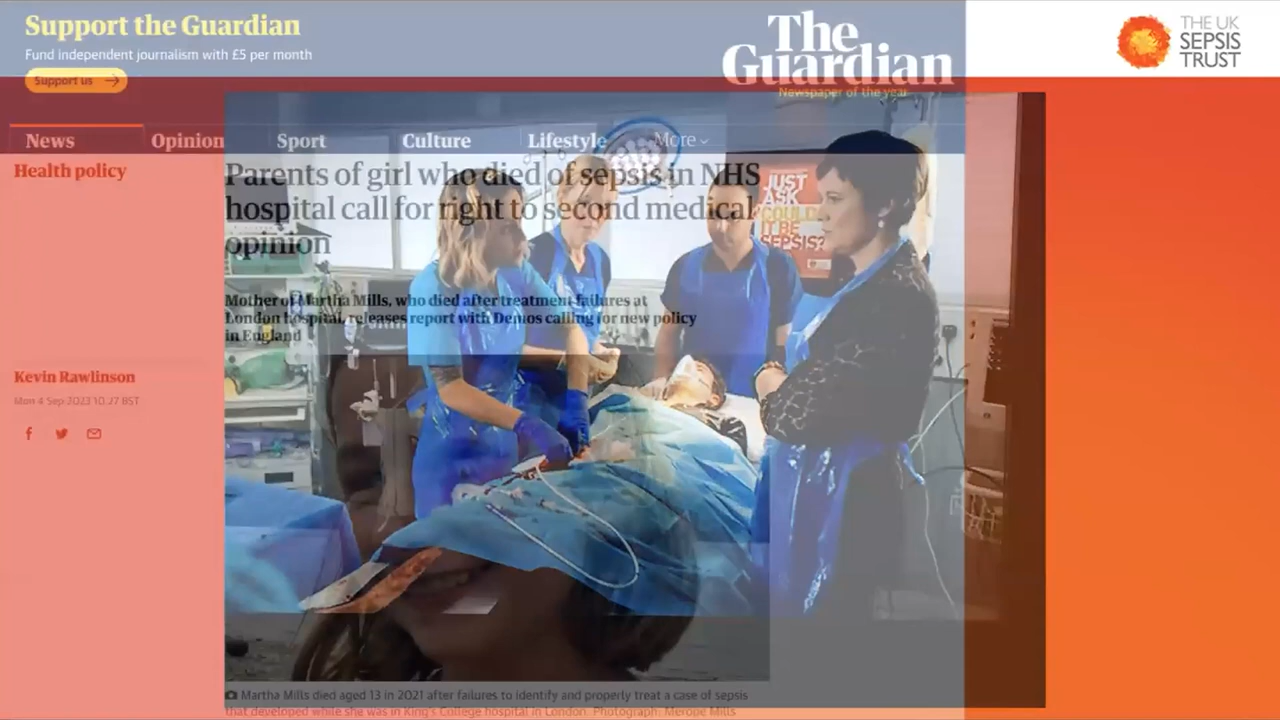 Support the Guardian
Fund independent journalism with £5 per month
Support us
The
Guardian
Newspaper of the year
THE UK
SEPSIS
TRUST
News
Opinion
Sport
Culture
Lifestyle
More
Health policy
Parents of girl who died of sepsis in NHS
hospital call for right to second medical
opinion
JUST
ASK
COULD
IT BE
SEPSIS?
Mother of Martha Mills, who died after treatment failures at
London hospital, releases report with Demos calling for new policy
in England
Kevin Rawlinson
Mon 4 Sep 2023 10.27 BST
Martha Mills died aged 13 in 2021 after failures to identify and properly treat a case of sepsis
that developed while she was in King's College hospital in London. Photograph: Merope Mills